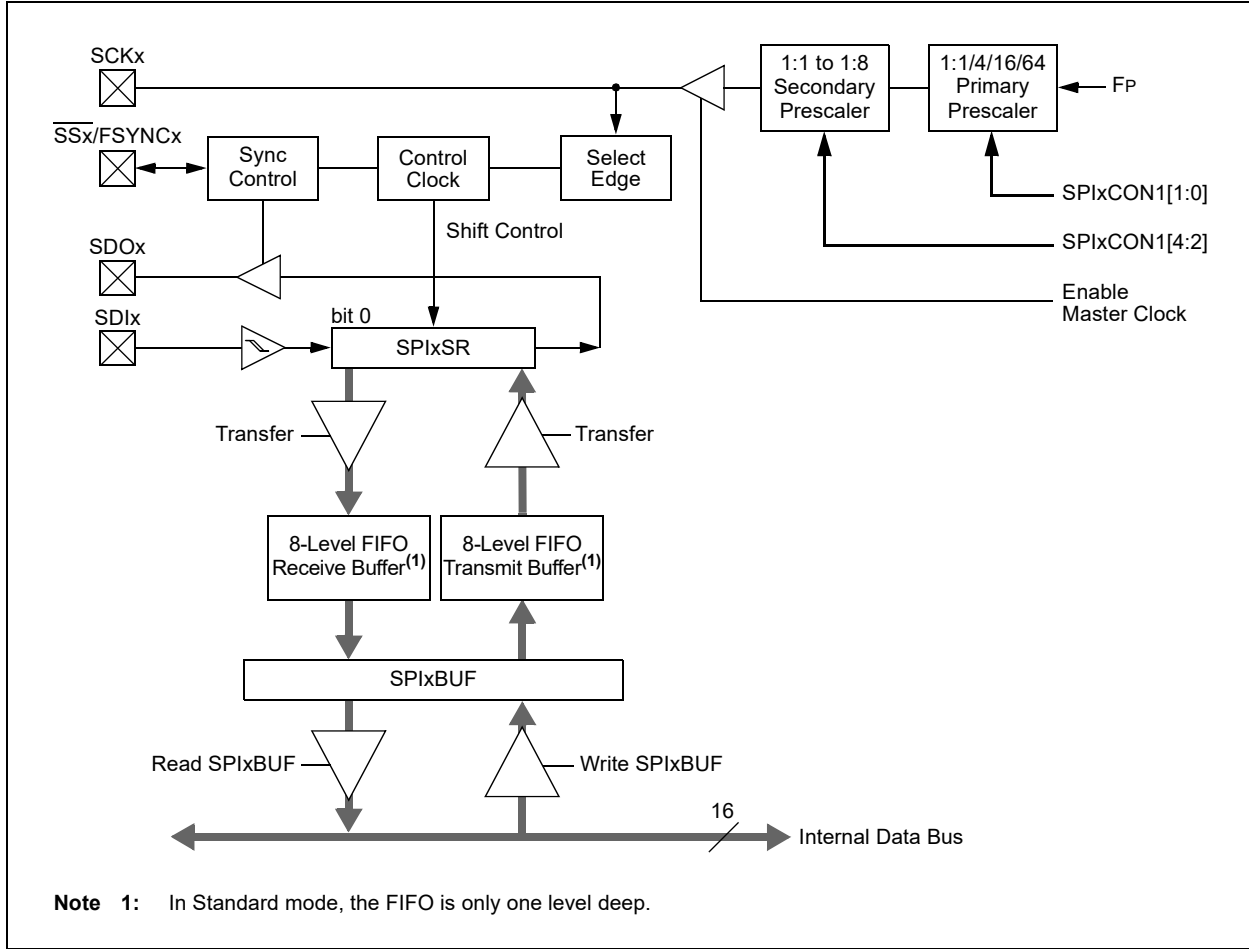 SCKx
1:1 to 1:8
Secondary
Prescaler
1:1/4/16/64
Primary
Prescaler
FP
SSx/FSYNCx
Sync
Control
Control
Clock
Select
Edge
SPIxCON1[1:0]
Shift Control
SPIxCON1[4:2]
SDOx
Enable
Master Clock
SDIx
bit 0
SPIxSR
Transfer
Transfer
8-Level FIFO
Receive Buffer(1)
8-Level FIFO
Transmit Buffer(1)
SPIxBUF
Read SPIxBUF
Write SPIxBUF
16
Internal Data Bus
Note 1: In Standard mode, the FIFO is only one level deep.